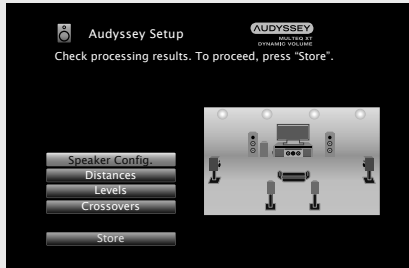 Audyssey Setup
AUDYSSEY
MULTEQ XT
DYNAMIC VOLUME
Check processing results. To proceed, press “Store”.
Speaker Config.
Distances
Levels
Crossovers
Store